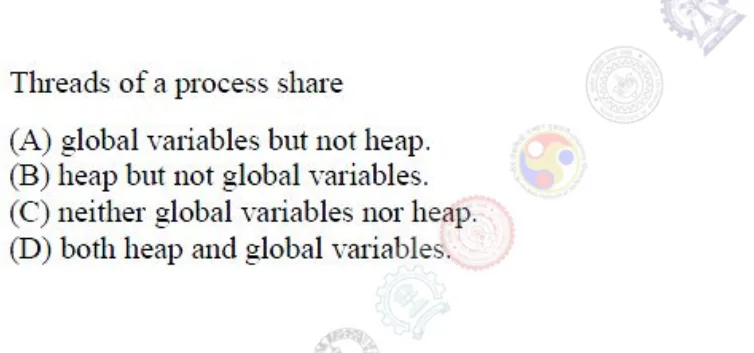 Threads of a process share
(A) global variables but not heap.
(B) heap but not global variables.
(C) neither global variables nor heap.
(D) both heap and global variables.